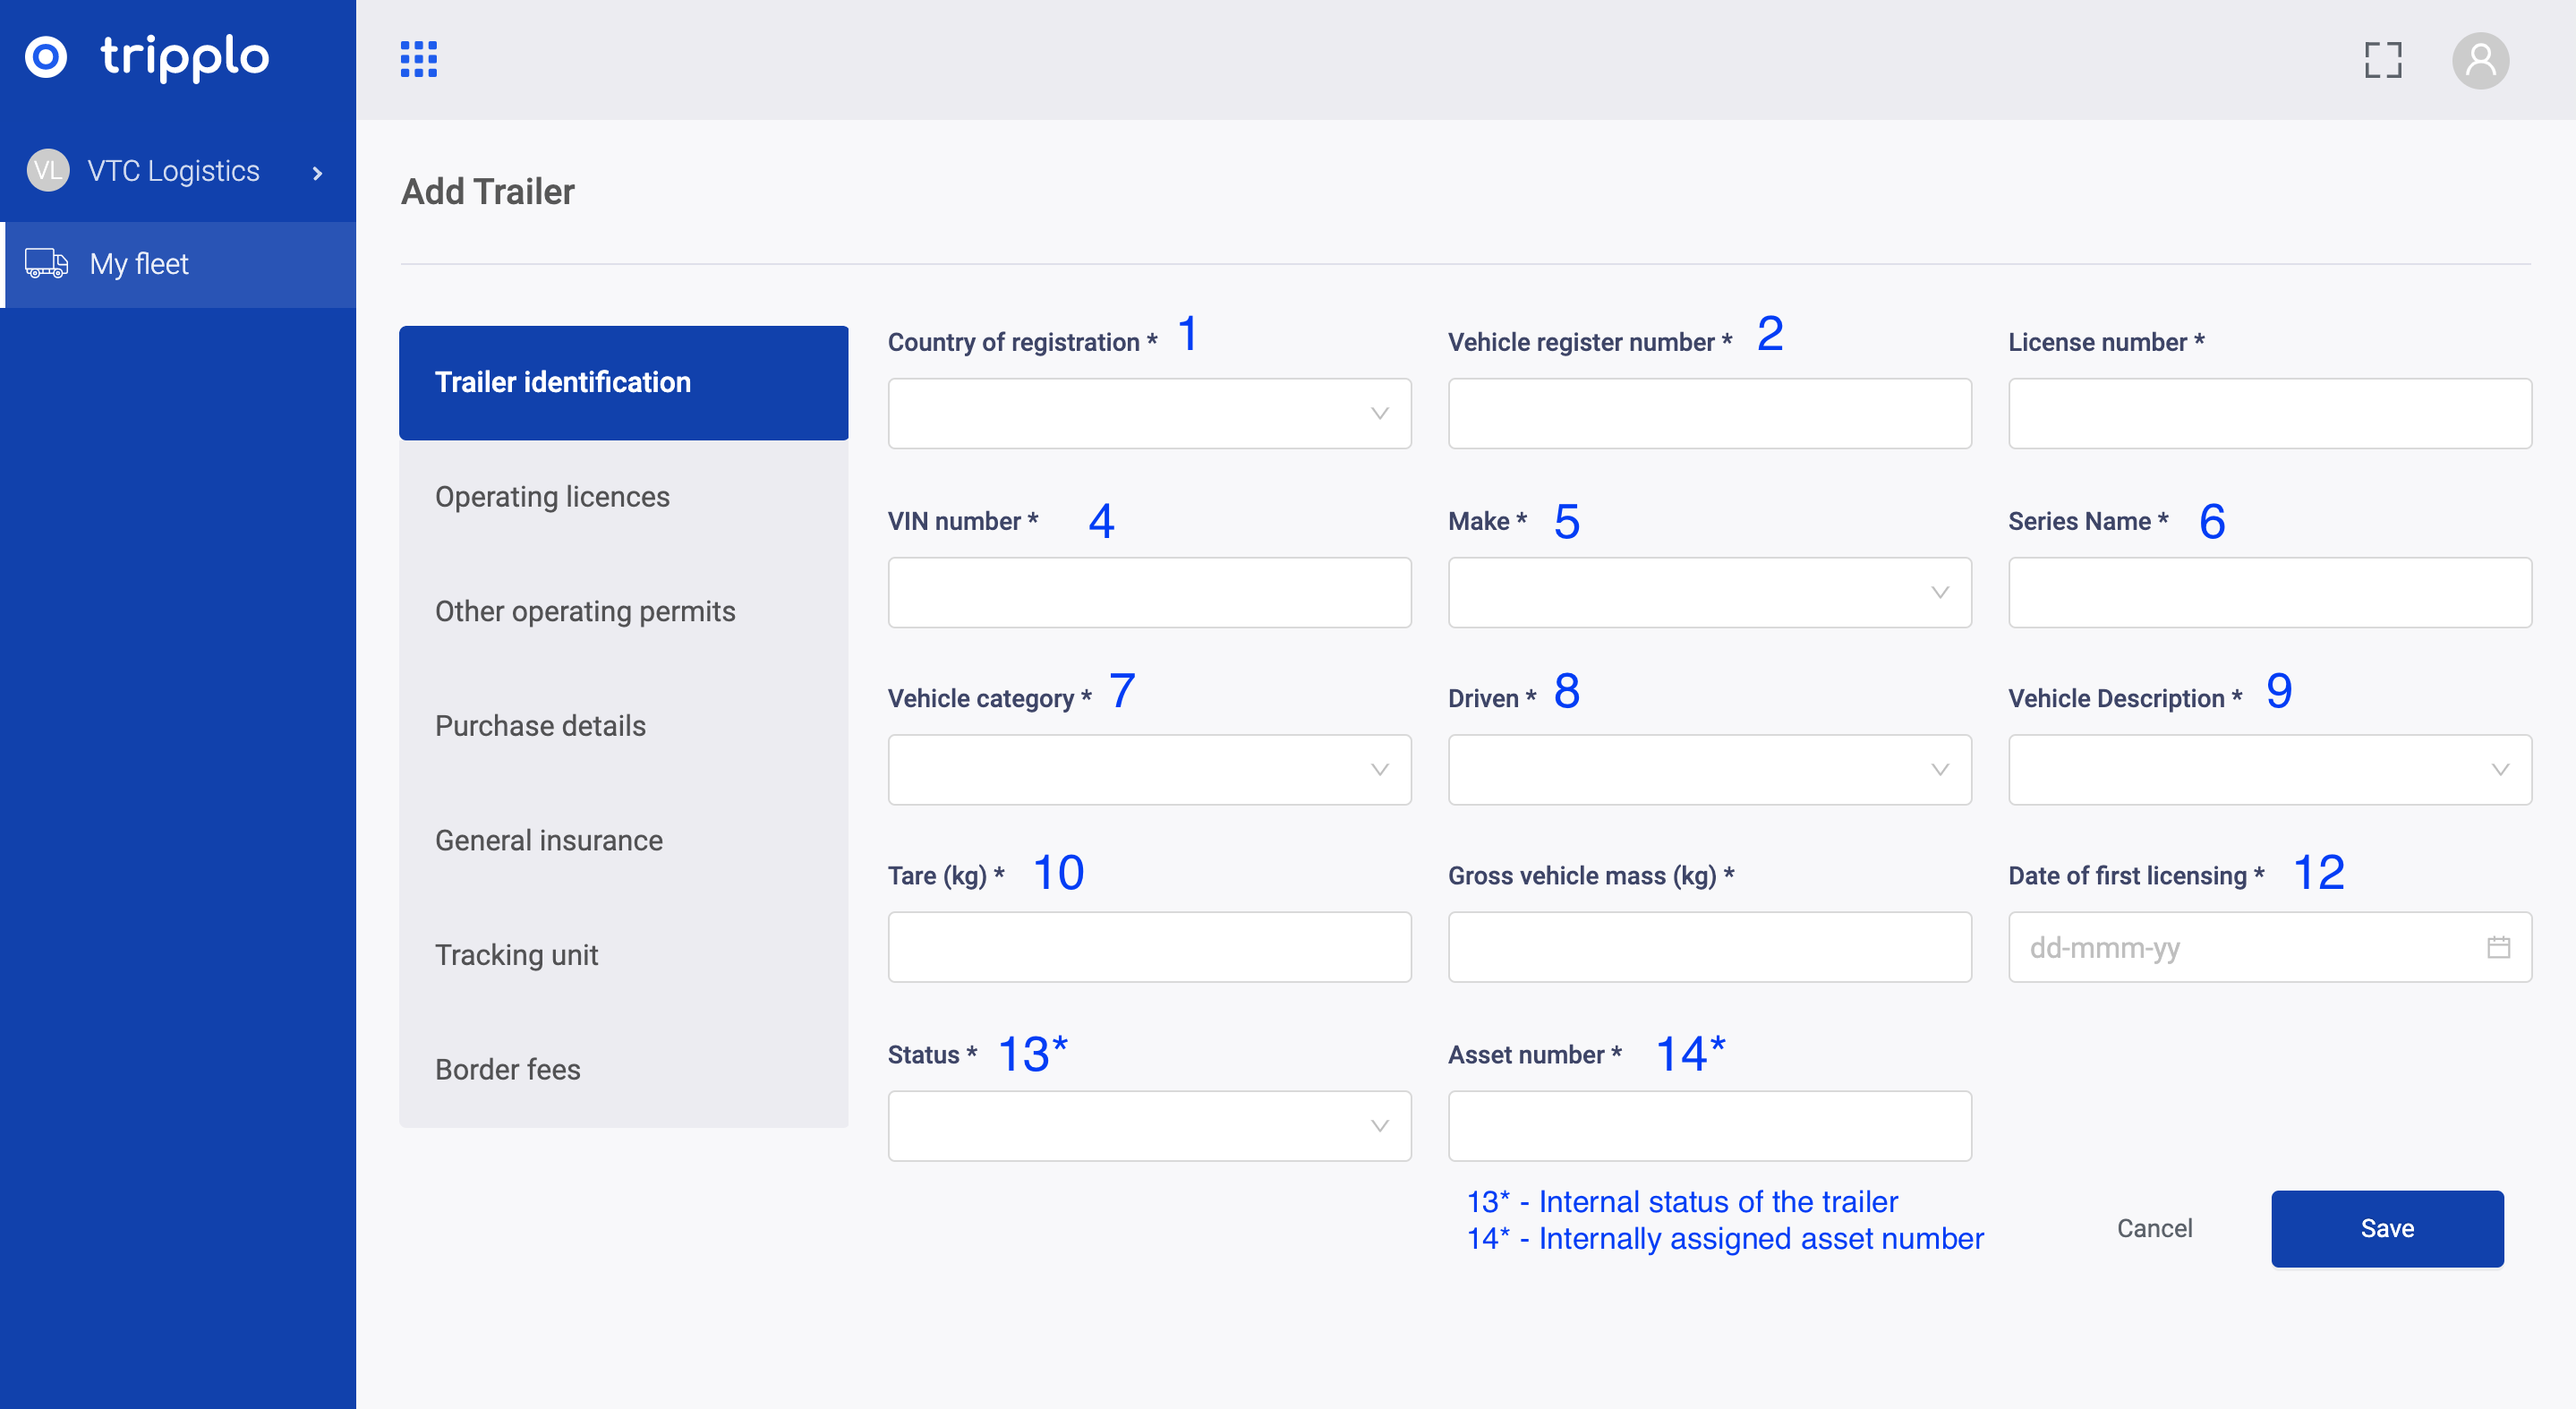 tripplo
VL VTC Logistics
My fleet
Add Trailer
Trailer identification
Operating licences
Other operating permits
Purchase details
General insurance
Tracking unit
Border fees
Country of registration * 1
Vehicle register number * 2
License number *
VIN number * 4
Make * 5
Series Name * 6
Vehicle category * 7
Driven * 8
Vehicle Description * 9
Tare (kg) * 10
Gross vehicle mass (kg) *
Date of first licensing * 12
dd-mmm-yy
Status * 13*
Asset number * 14*
13* - Internal status of the trailer
14* - Internally assigned asset number
Cancel
Save